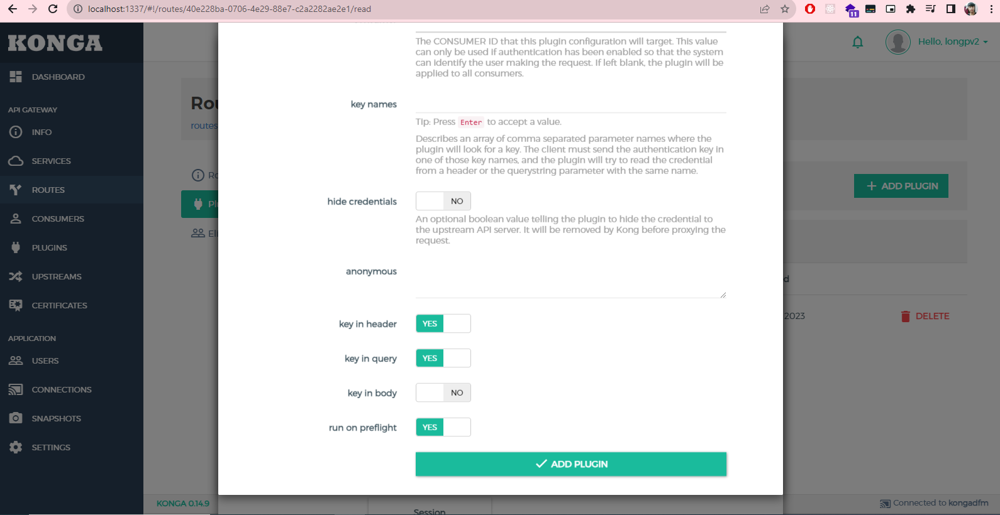 localhost:1337/#!/routes/40e228ba-0706-4e29-88e7-c2a2282ae2e1/read
11
KONGA
DASHBOARD
API GATEWAY
INFO
SERVICES
ROUTES
CONSUMERS
PLUGINS
UPSTREAMS
CERTIFICATES
APPLICATION
USERS
CONNECTIONS
SNAPSHOTS
SETTINGS
Hello, longpv2
Rou
routes
Ro
Plu
Eli
ADD PLUGIN
d
2023
DELETE
The CONSUMER ID that this plugin configuration will target. This value
can only be used if authentication has been enabled so that the system
can identify the user making the request. If left blank, the plugin will be
applied to all consumers.
key names
Tip: Press Enter to accept a value.
Describes an array of comma separated parameter names where the
plugin will look for a key. The client must send the authentication key in
one of those key names, and the plugin will try to read the credential
from a header or the querystring parameter with the same name.
hide credentials
NO
An optional boolean value telling the plugin to hide the credential to
the upstream API server. It will be removed by Kong before proxying the
request.
anonymous
key in header
YES
key in query
YES
key in body
NO
run on preflight
YES
ADD PLUGIN
KONGA 0.14.9
Session
Connected to kongadfm